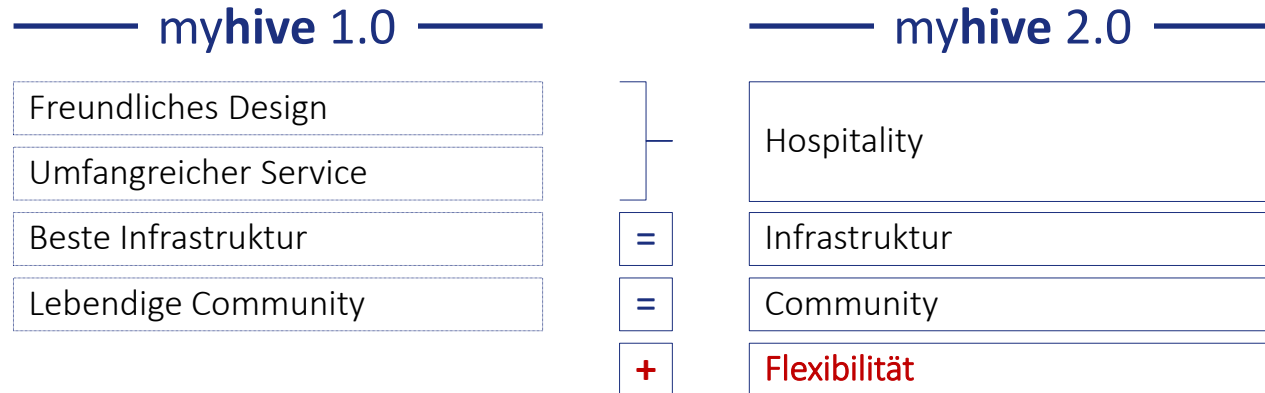 myhive 1.0
myhive 2.0
Freundliches Design
Umfangreicher Service
Hospitality
Beste Infrastruktur
=
Infrastruktur
Lebendige Community
=
Community
+
Flexibilität